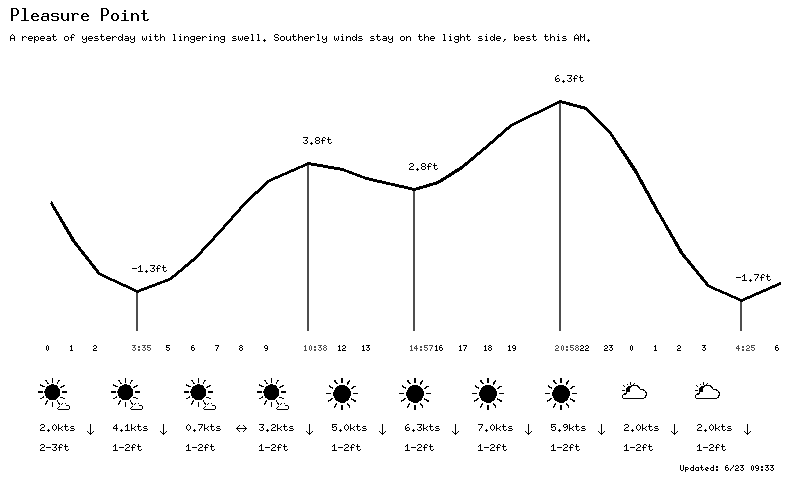 Pleasure Point
A repeat of yesterday with lingering swell. Southerly winds stay on the light side, best this AM.
6.3ft
3.8ft
2.8ft
-1.3ft
-1.7ft
0 1 2 3:35 5 6 7 8 9 10:38 12 13 14:57 16 17 18 19 20:58 22 23 0 1 2 3 4:25 6
2.0kts ↓ 4.1kts ↓ 0.7kts ↔ 3.2kts ↓ 5.0kts ↓ 6.3kts ↓ 7.0kts ↓ 5.9kts ↓ 2.0kts ↓ 2.0kts ↓
2-3ft 1-2ft 1-2ft 1-2ft 1-2ft 1-2ft 1-2ft 1-2ft 1-2ft 1-2ft
Updated: 6/23 09:33